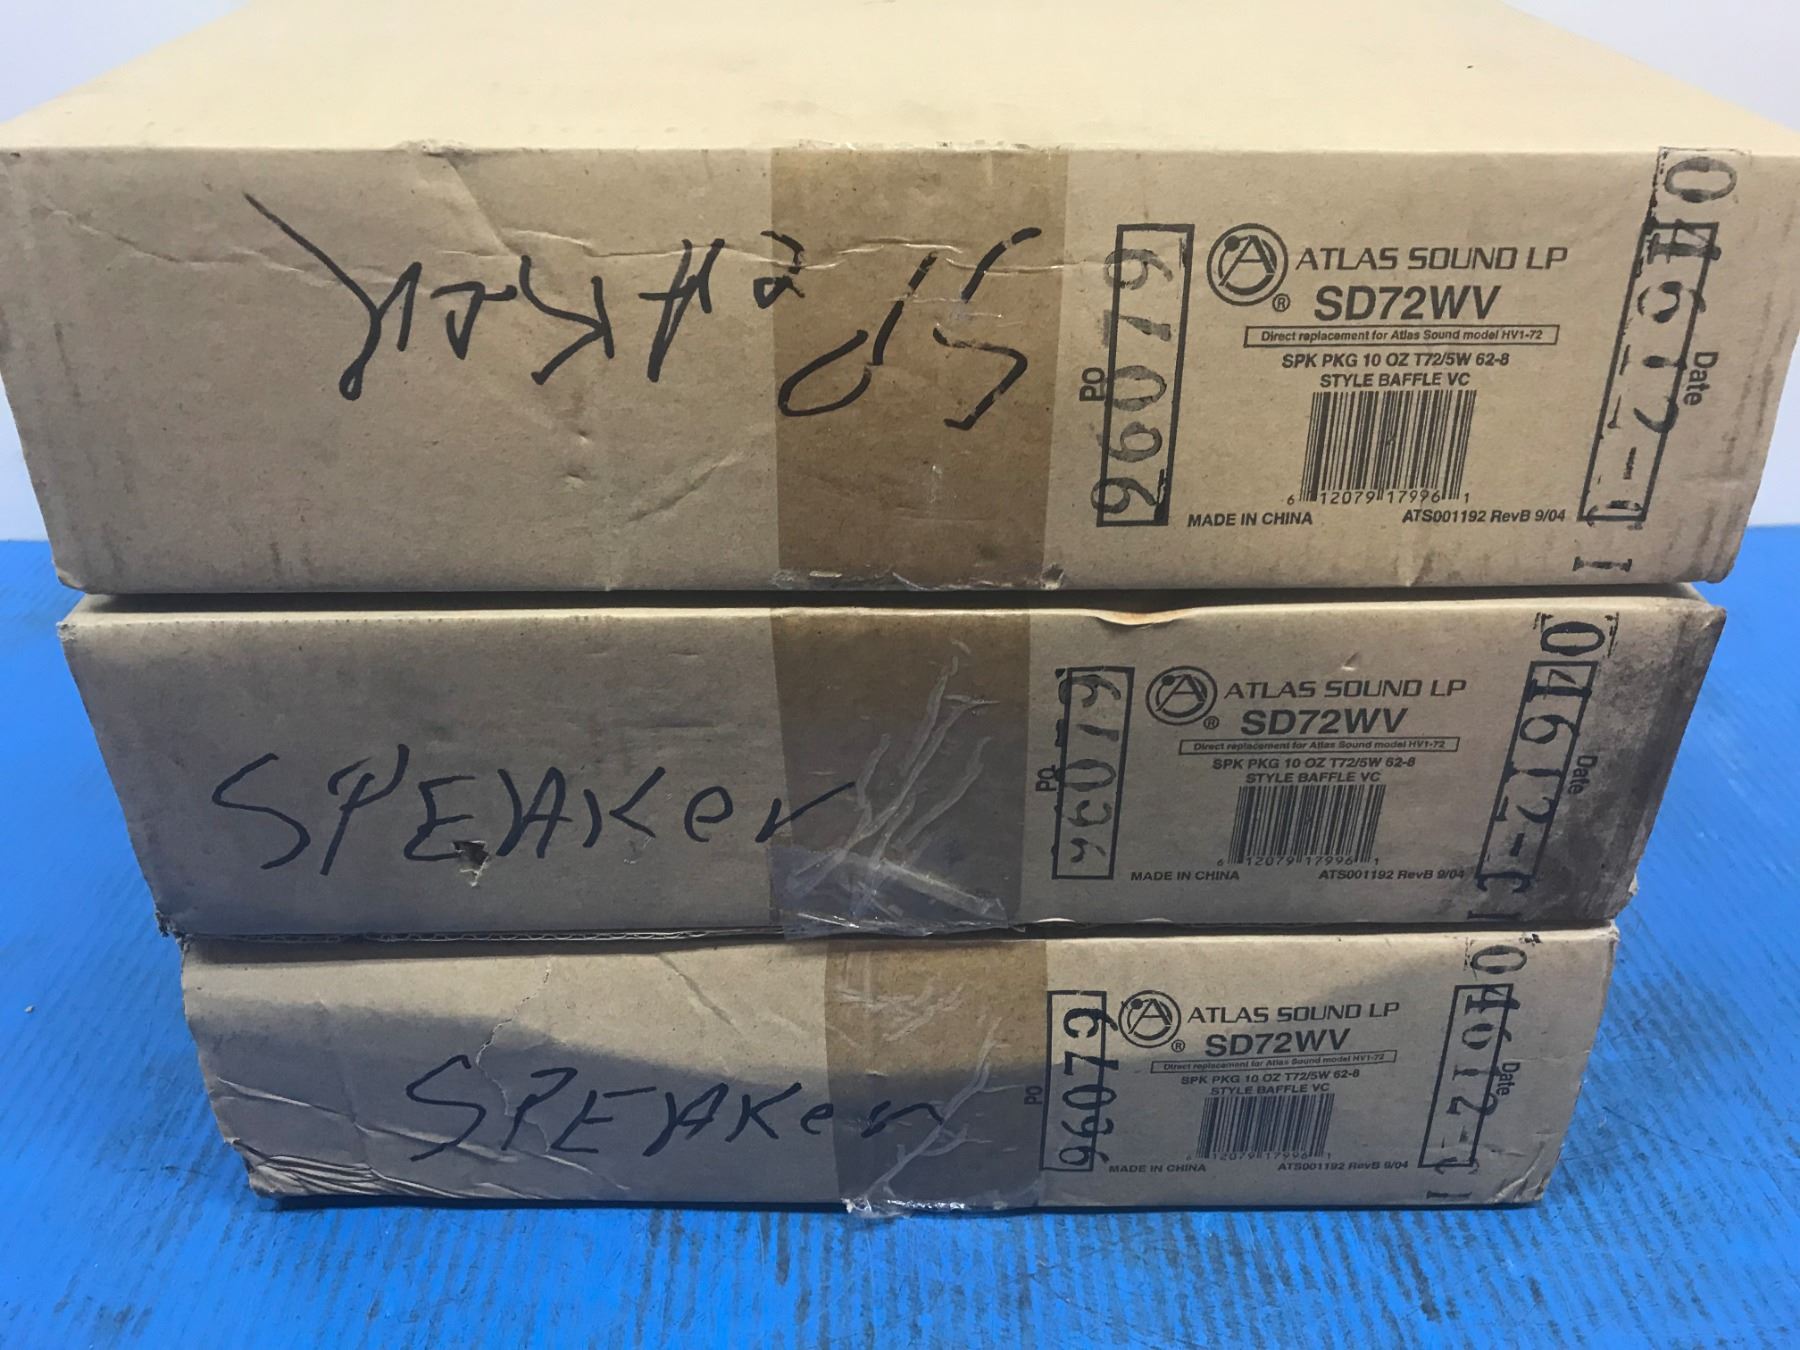 SPeAKer
PO
96079
ATLAS SOUND LP
®
SD72WV
Direct replacement for Atlas Sound model HV1-72
SPK PKG 10 OZ T72/5W 62-8
STYLE BAFFLE VC
6 12079 17996 1
MADE IN CHINA
ATS001192 RevB 9/04
Date
SPEAKer
PO
96079
ATLAS SOUND LP
®
SD72WV
Direct replacement for Atlas Sound model HV1-72
SPK PKG 10 OZ T72/5W 62-8
STYLE BAFFLE VC
6 12079 17996 1
MADE IN CHINA
ATS001192 RevB 9/04
Date
SPEAKer
PO
96079
ATLAS SOUND LP
®
SD72WV
Direct replacement for Atlas Sound model HV1-72
SPK PKG 10 OZ T72/5W 62-8
STYLE BAFFLE VC
6 12079 17996 1
MADE IN CHINA
ATS001192 RevB 9/04
Date